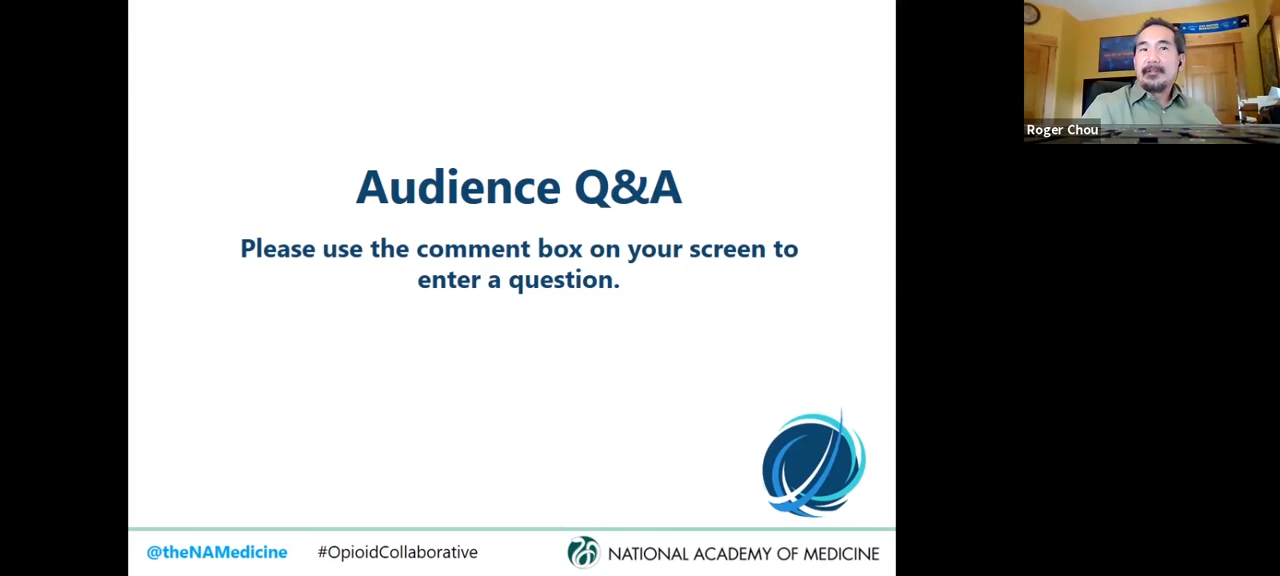 Audience Q&A
Please use the comment box on your screen to
enter a question.
Roger Chou
@theNAMedicine
#OpioidCollaborative
NATIONAL ACADEMY OF MEDICINE